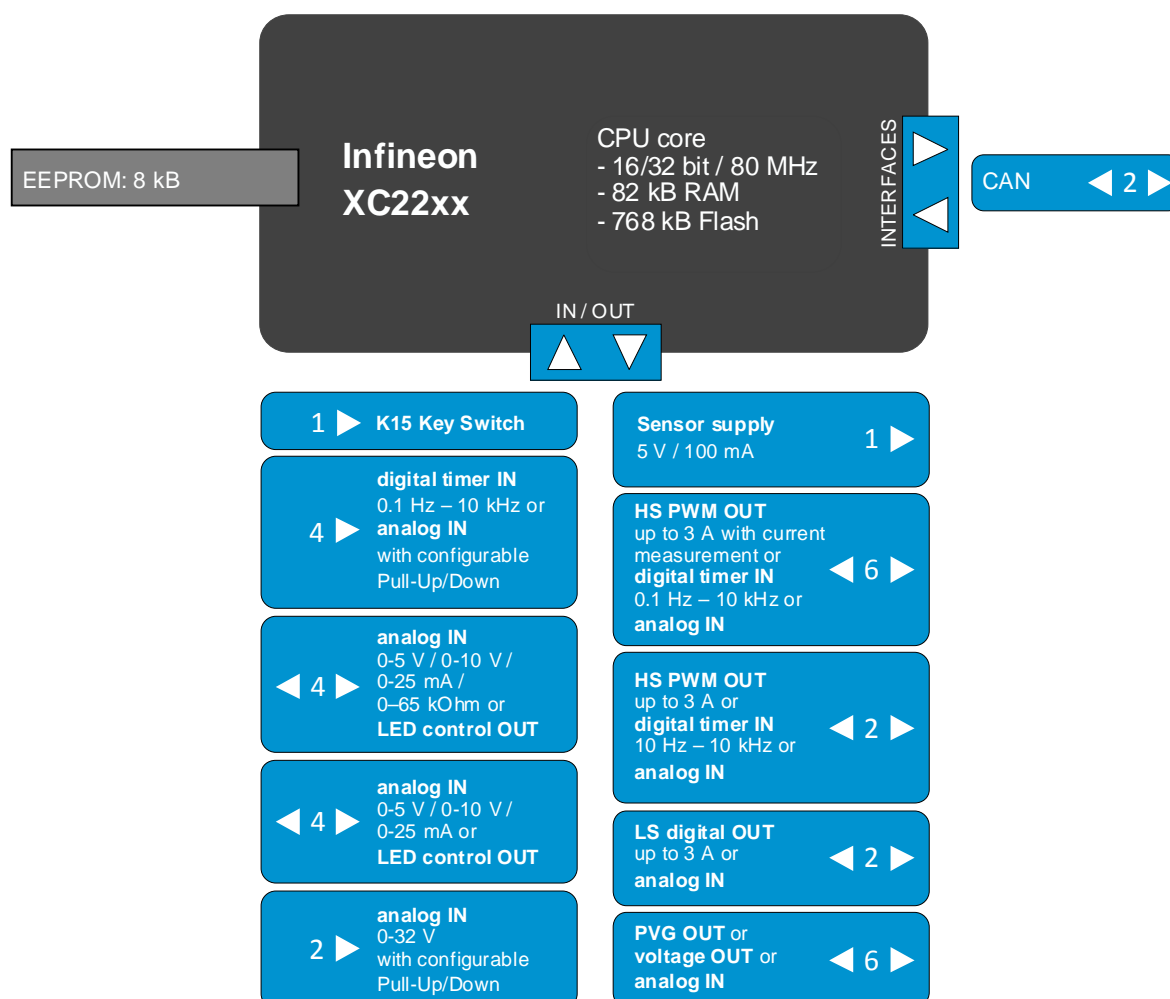 EEPROM: 8 kB
Infineon
XC22xx
CPU core
- 16/32 bit / 80 MHz
- 82 kB RAM
- 768 kB Flash
INTERFACES
CAN 2
IN / OUT
1 K15 Key Switch
4
digital timer IN
0.1 Hz – 10 kHz or
analog IN
with configurable
Pull-Up/Down
4
analog IN
0-5 V / 0-10 V /
0-25 mA /
0–65 kOhm or
LED control OUT
4
analog IN
0-5 V / 0-10 V /
0-25 mA or
LED control OUT
2
analog IN
0-32 V
with configurable
Pull-Up/Down
Sensor supply
5 V / 100 mA
1
HS PWM OUT
up to 3 A with current
measurement or
digital timer IN
0.1 Hz – 10 kHz or
analog IN
6
HS PWM OUT
up to 3 A or
digital timer IN
10 Hz – 10 kHz or
analog IN
2
LS digital OUT
up to 3 A or
analog IN
2
PVG OUT or
voltage OUT or
analog IN
6